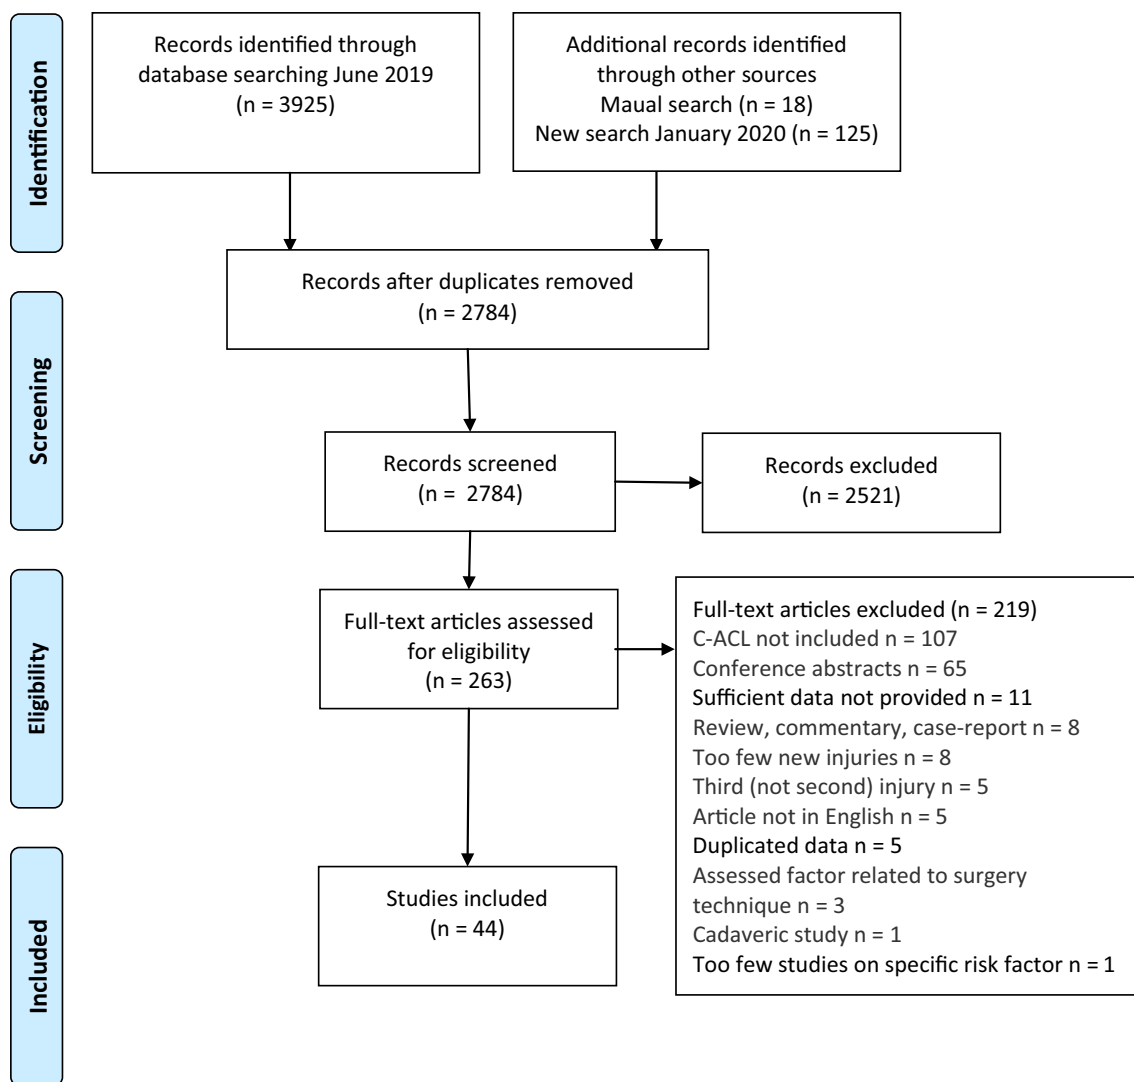 Identification
Records identified through
database searching June 2019
(n = 3925)
Additional records identified
through other sources
Maual search (n = 18)
New search January 2020 (n = 125)
Records after duplicates removed
(n = 2784)
Screening
Records screened
(n =  2784)
Records excluded
(n = 2521)
Eligibility
Full-text articles assessed
for eligibility
(n = 263)
Full-text articles excluded (n = 219)
C-ACL not included n = 107
Conference abstracts n = 65
Sufficient data not provided n = 11
Review, commentary, case-report n = 8
Too few new injuries n = 8
Third (not second) injury n = 5
Article not in English n = 5
Duplicated data n = 5
Assessed factor related to surgery
technique n = 3
Cadaveric study n = 1
Too few studies on specific risk factor n = 1
Included
Studies included
(n = 44)